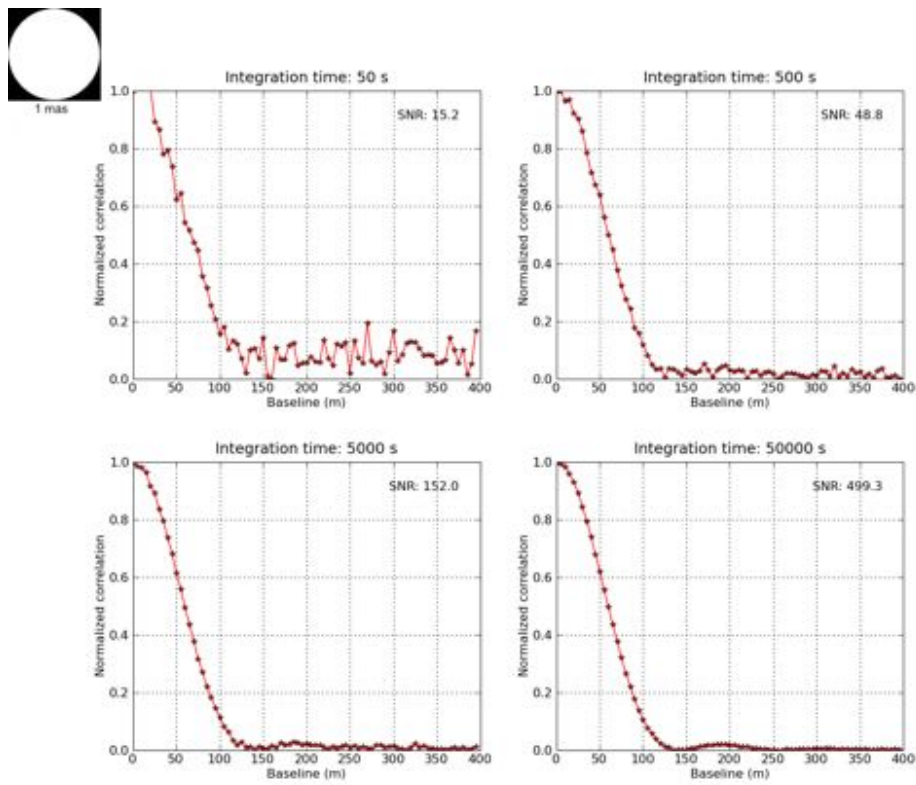 1 mas
Integration time: 50 s
SNR: 15.2
Normalized correlation
1.0
0.8
0.6
0.4
0.2
0.0
0 50 100 150 200 250 300 350 400
Baseline (m)
Integration time: 500 s
SNR: 48.8
Normalized correlation
1.0
0.8
0.6
0.4
0.2
0.0
0 50 100 150 200 250 300 350 400
Baseline (m)
Integration time: 5000 s
SNR: 152.0
Normalized correlation
1.0
0.8
0.6
0.4
0.2
0.0
0 50 100 150 200 250 300 350 400
Baseline (m)
Integration time: 50000 s
SNR: 499.3
Normalized correlation
1.0
0.8
0.6
0.4
0.2
0.0
0 50 100 150 200 250 300 350 400
Baseline (m)